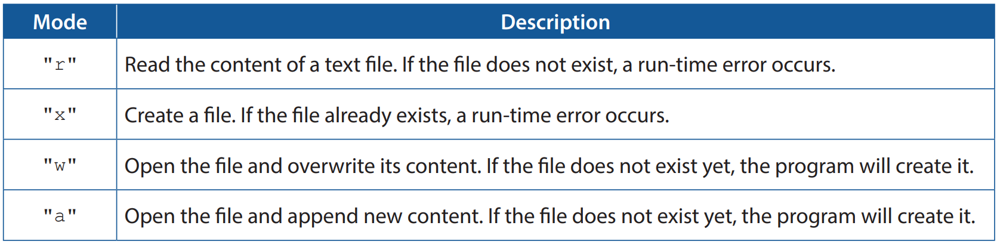 Mode Description
"r" Read the content of a text file. If the file does not exist, a run-time error occurs.
"x" Create a file. If the file already exists, a run-time error occurs.
"w" Open the file and overwrite its content. If the file does not exist yet, the program will create it.
"a" Open the file and append new content. If the file does not exist yet, the program will create it.